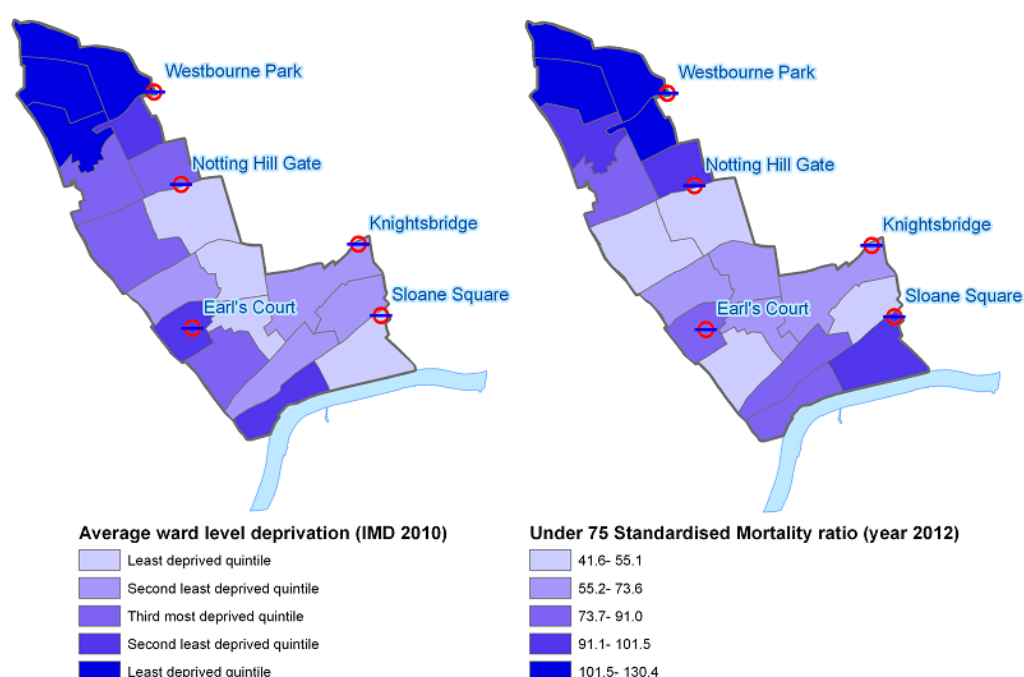 Westbourne Park
Notting Hill Gate
Knightsbridge
Sloane Square
Earl's Court
Westbourne Park
Notting Hill Gate
Knightsbridge
Sloane Square
Earl's Court
Average ward level deprivation (IMD 2010)
Least deprived quintile
Second least deprived quintile
Third most deprived quintile
Second least deprived quintile
Least deprived quintile
Under 75 Standardised Mortality ratio (year 2012)
41.6- 55.1
55.2- 73.6
73.7- 91.0
91.1- 101.5
101.5- 130.4